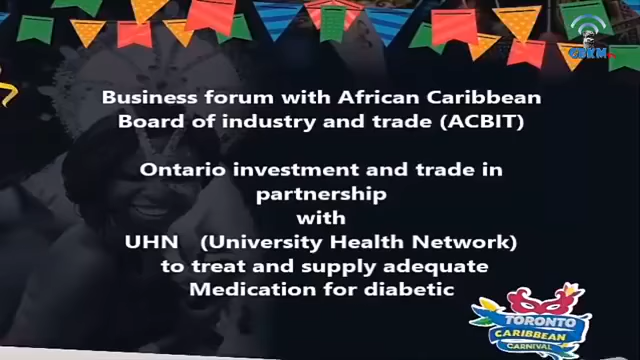 CBKM
Business forum with African Caribbean
Board of industry and trade (ACBIT)
Ontario investment and trade in
partnership
with
UHN (University Health Network)
to treat and supply adequate
Medication for diabetic
TORONTO
CARIBBEAN
CARNIVAL